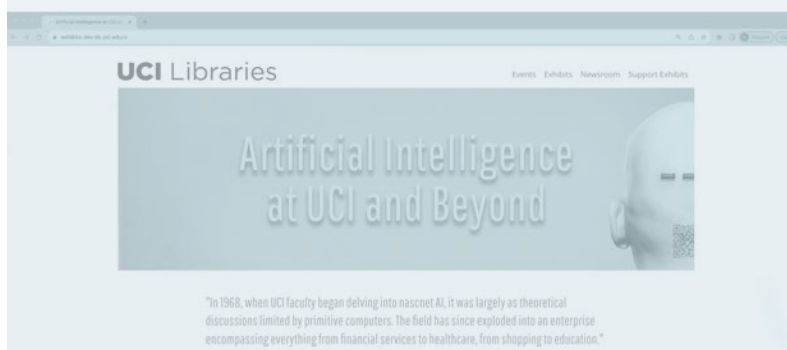 UCI Libraries
Events Exhibits Newsroom Support Exhibits
Artificial Intelligence
at UCI and Beyond
"In 1968, when UCI faculty began delving into nascnet AI, it was largely as theoretical
discussions limited by primitive computers. The field has since exploded into an enterprise
encompassing everything from financial services to healthcare, from shopping to education."